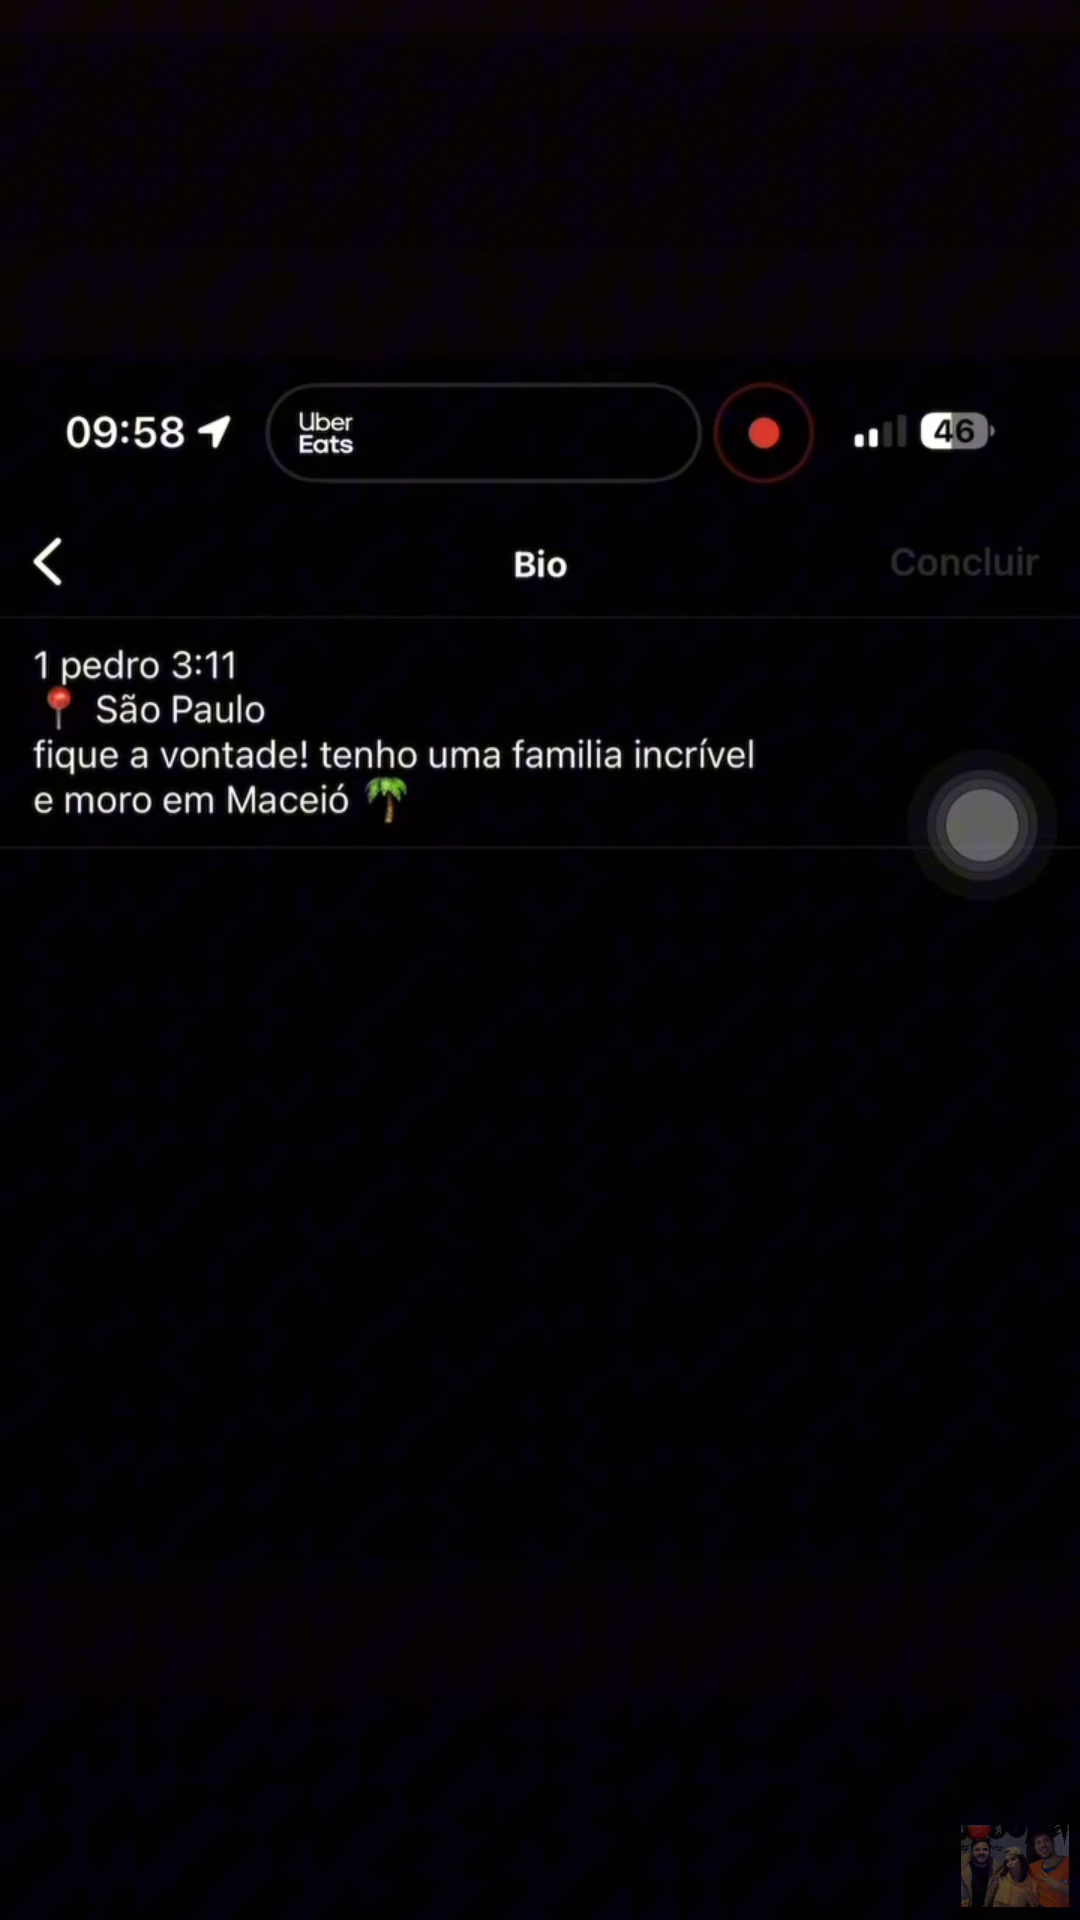 09:58
Uber
Eats
46
Bio
Concluir
1 pedro 3:11
📍 São Paulo
fique a vontade! tenho uma familia incrível
e moro em Maceió 🌴